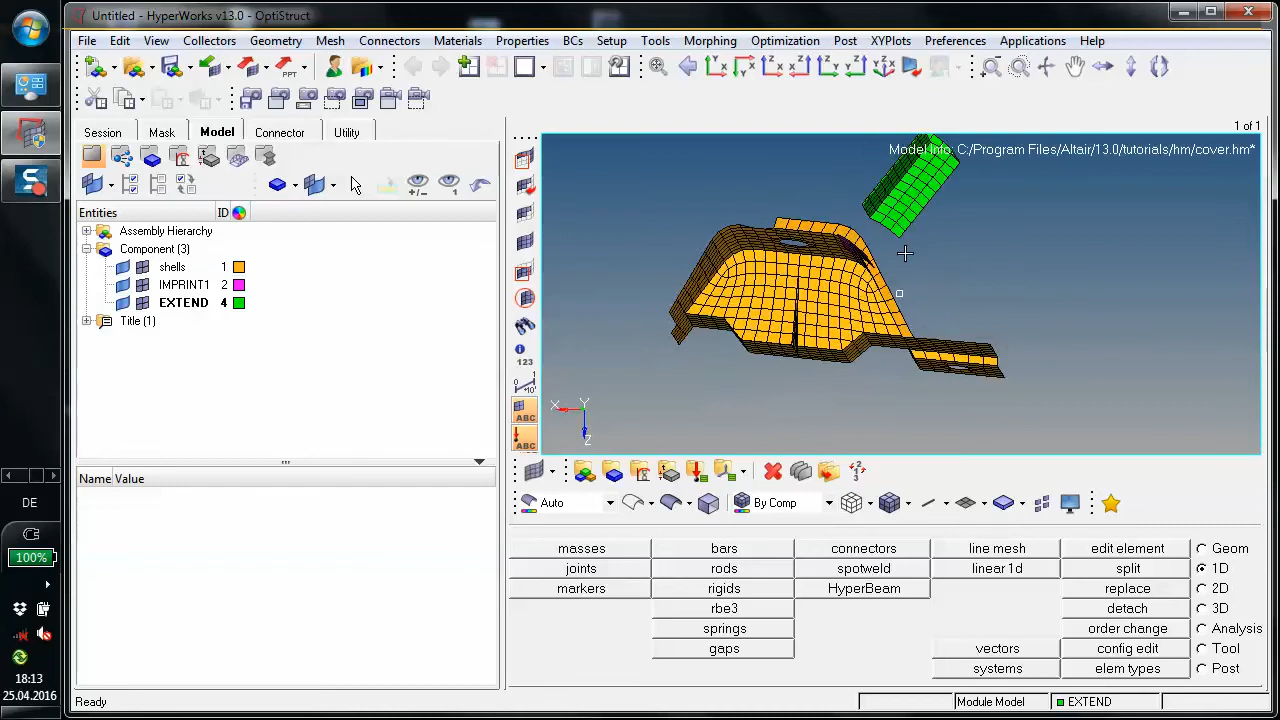 Untitled - HyperWorks v13.0 - OptiStruct
File Edit View Collectors Geometry Mesh Connectors Materials Properties BCs Setup Tools Morphing Optimization Post XYPlots Preferences Applications Help
Session Mask Model Connector Utility
1 of 1
Model Info: C:/Program Files/Altair/13.0/tutorials/hm/cover.hm*
Entities ID
Assembly Hierarchy
Component (3)
shells 1
IMPRINT1 2
EXTEND 4
Title (1)
123
ABC
ABC
X Y
Z
Name Value
Auto By Comp
masses bars connectors line mesh edit element Geom
joints rods spotweld linear 1d split 1D
markers rigids HyperBeam replace 2D
rbe3 detach 3D
springs order change Analysis
gaps vectors config edit Tool
systems elem types Post
Ready Module Model EXTEND
DE
100%
18:13
25.04.2016